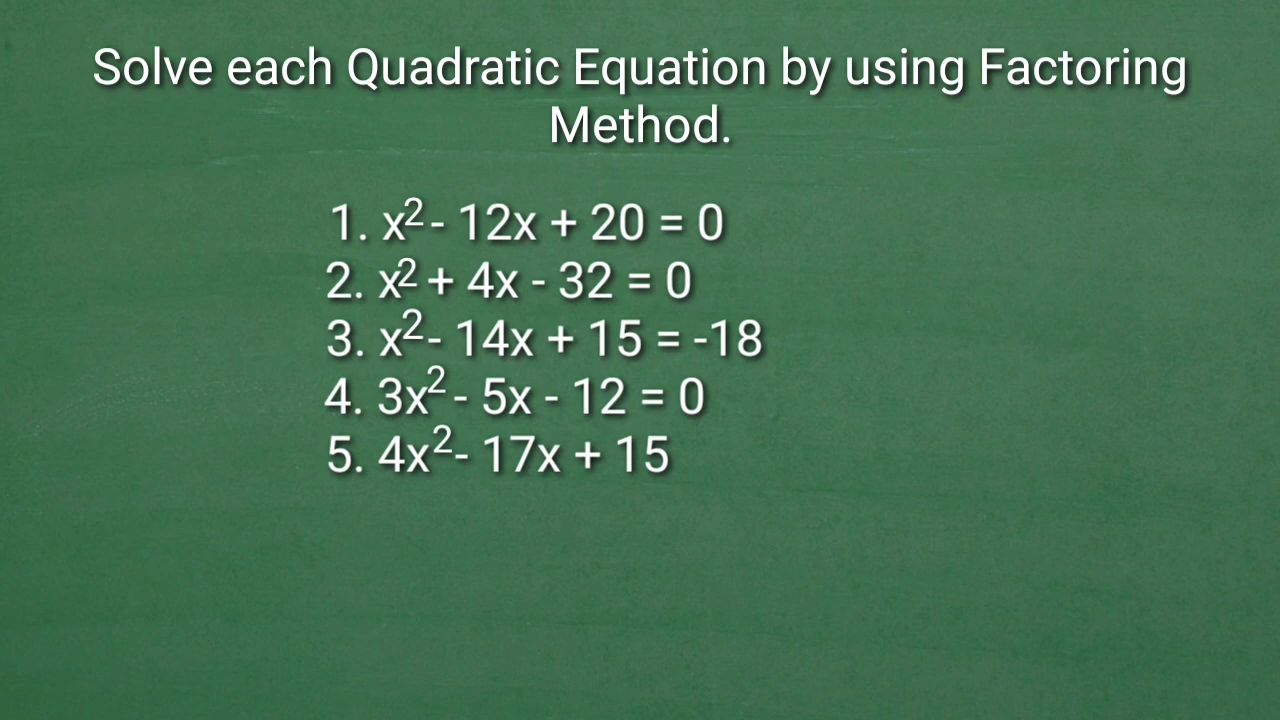 Solve each Quadratic Equation by using Factoring
Method.
1. x²- 12x + 20 = 0
2. x² + 4x - 32 = 0
3. x²- 14x + 15 = -18
4. 3x² - 5x - 12 = 0
5. 4x²- 17x + 15